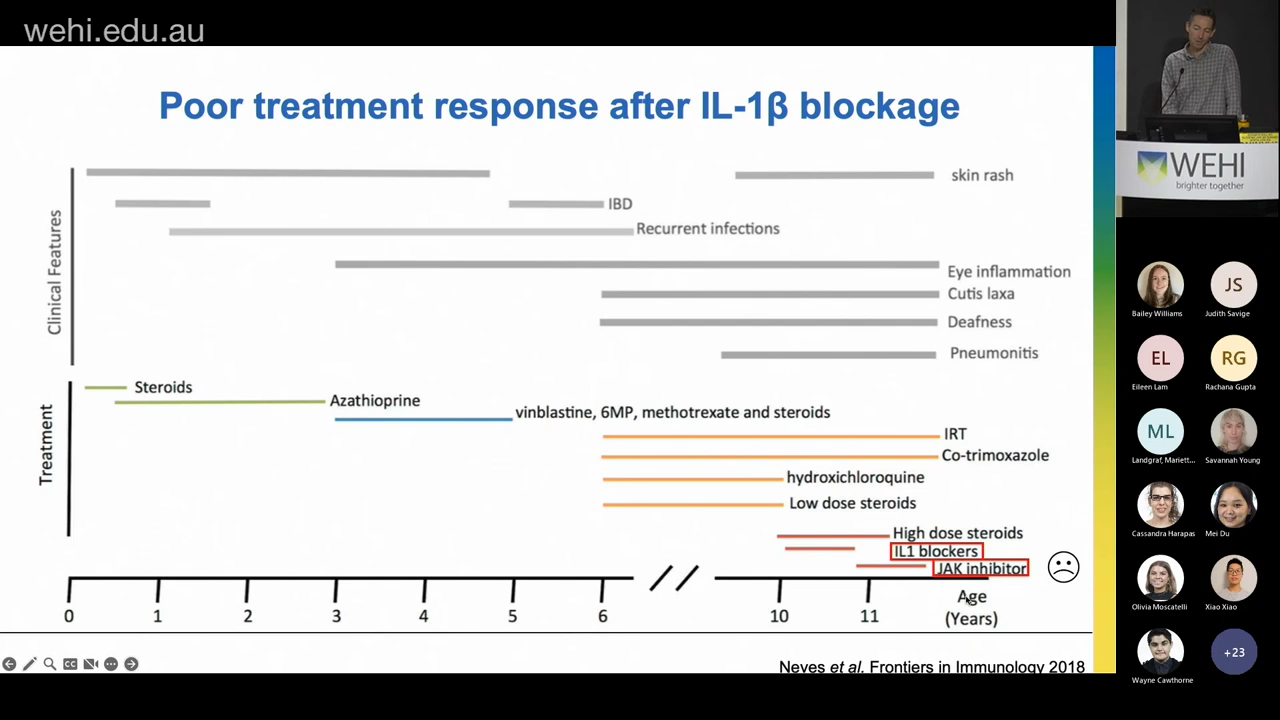 wehi.edu.au
Poor treatment response after IL-1β blockage
Clinical Features
skin rash
IBD
Recurrent infections
Eye inflammation
Cutis laxa
Deafness
Pneumonitis
Treatment
Steroids
Azathioprine
vinblastine, 6MP, methotrexate and steroids
IRT
Co-trimoxazole
hydroxichloroquine
Low dose steroids
High dose steroids
IL1 blockers
JAK inhibitor
0 1 2 3 4 5 6 10 11
Age
(Years)
Neves et al. Frontiers in Immunology 2018
WEHI
brighter together
Bailey Williams
JS
Judith Savige
EL
Eileen Lam
RG
Rachana Gupta
ML
Landgraf, Mariett...
Savannah Young
Cassandra Harapas
Mei Du
Olivia Moscatelli
Xiao Xiao
Wayne Cawthorne
+23